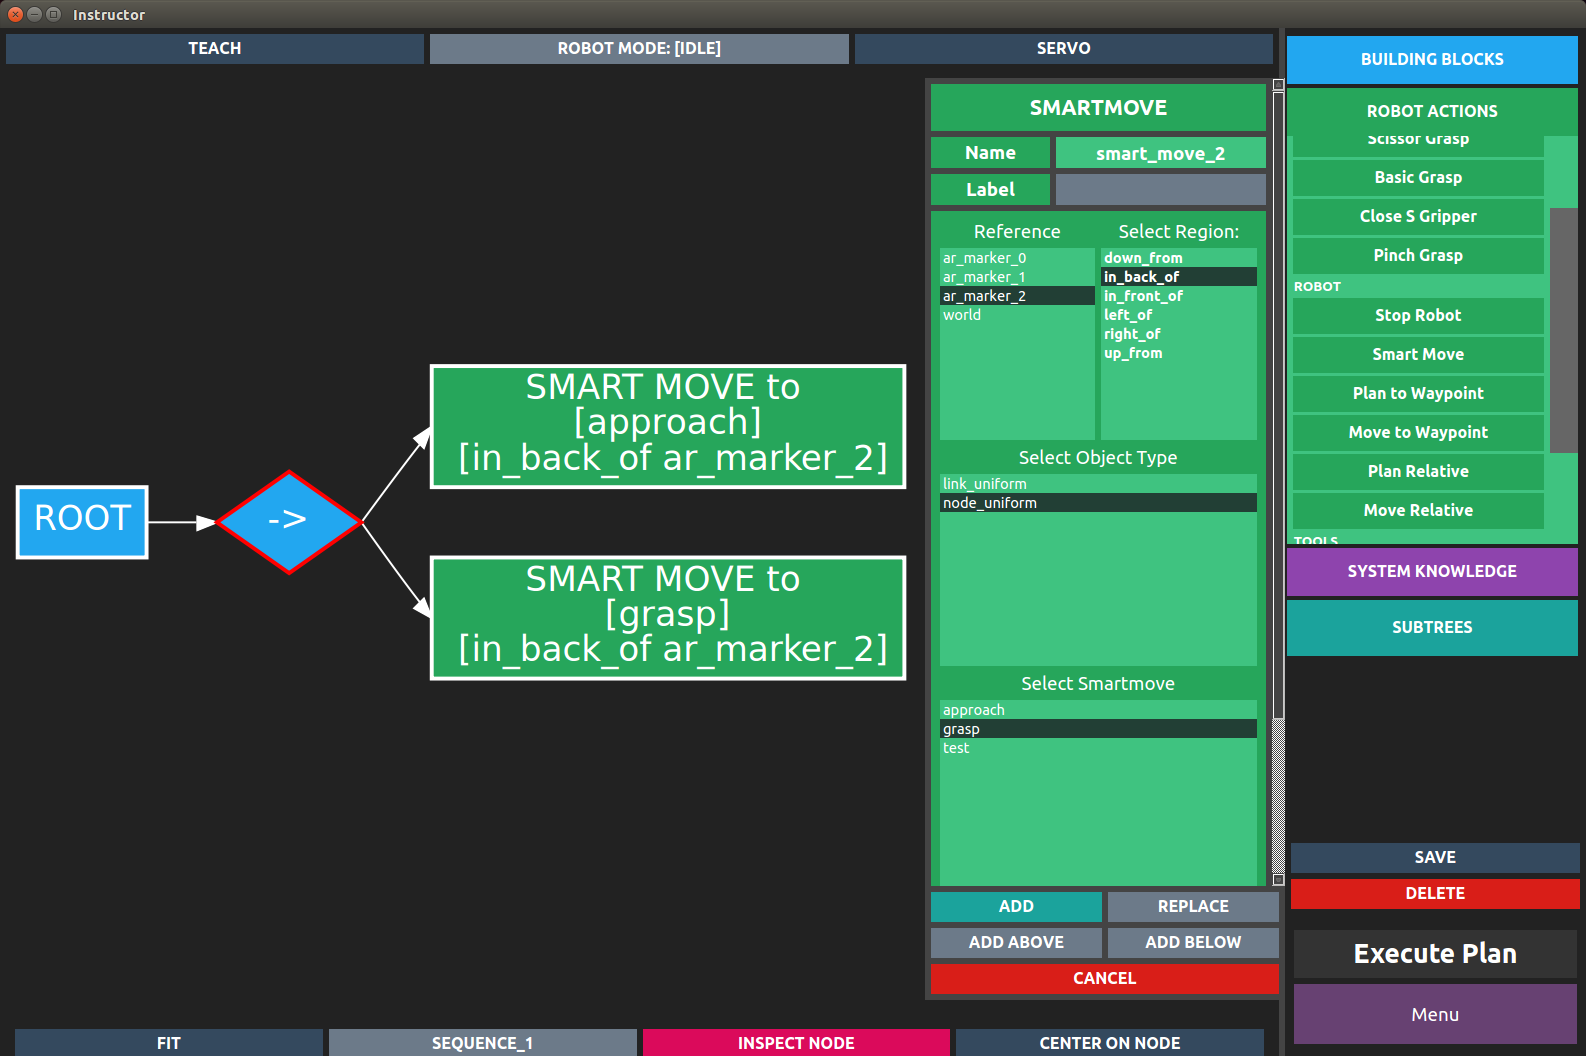 Instructor
TEACH
ROBOT MODE: [IDLE]
SERVO
ROOT
->
SMART MOVE to
[approach]
[in_back_of ar_marker_2]
SMART MOVE to
[grasp]
[in_back_of ar_marker_2]
SMARTMOVE
Name
smart_move_2
Label
Reference
Select Region:
ar_marker_0
ar_marker_1
ar_marker_2
world
down_from
in_back_of
in_front_of
left_of
right_of
up_from
Select Object Type
link_uniform
node_uniform
Select Smartmove
approach
grasp
test
ADD
REPLACE
ADD ABOVE
ADD BELOW
CANCEL
BUILDING BLOCKS
ROBOT ACTIONS
Scissor Grasp
Basic Grasp
Close S Gripper
Pinch Grasp
ROBOT
Stop Robot
Smart Move
Plan to Waypoint
Move to Waypoint
Plan Relative
Move Relative
TOOLS
SYSTEM KNOWLEDGE
SUBTREES
SAVE
DELETE
Execute Plan
Menu
FIT
SEQUENCE_1
INSPECT NODE
CENTER ON NODE